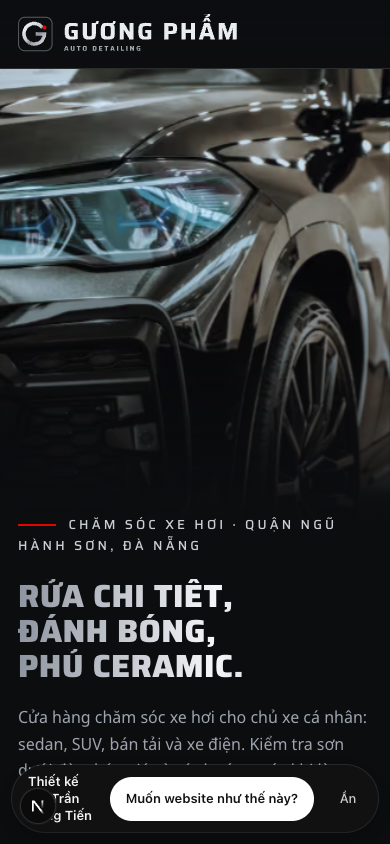 GƯƠNG PHẨM
AUTO DETAILING
CHĂM SÓC XE HƠI · QUẬN NGŨ
HÀNH SƠN, ĐÀ NẴNG
RỬA CHI TIẾT,
ĐÁNH BÓNG,
PHỦ CERAMIC.
Cửa hàng chăm sóc xe hơi cho chủ xe cá nhân:
sedan, SUV, bán tải và xe điện. Kiểm tra sơn
Thiết kế
Trần
Tiến
Muốn website như thế này?
Ẩn